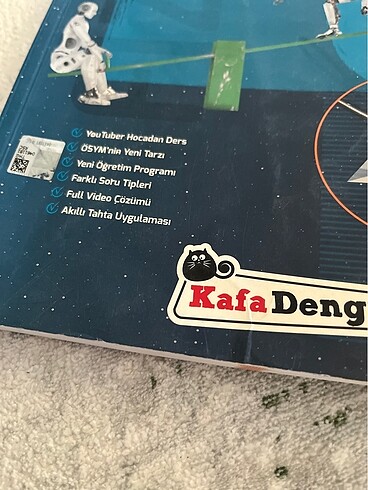 YouTuber Hocadan Ders
ÖSYM'nin Yeni Tarzı
Yeni Öğretim Programı
Farklı Soru Tipleri
Full Video Çözümü
Akıllı Tahta Uygulaması
Kafa Deng